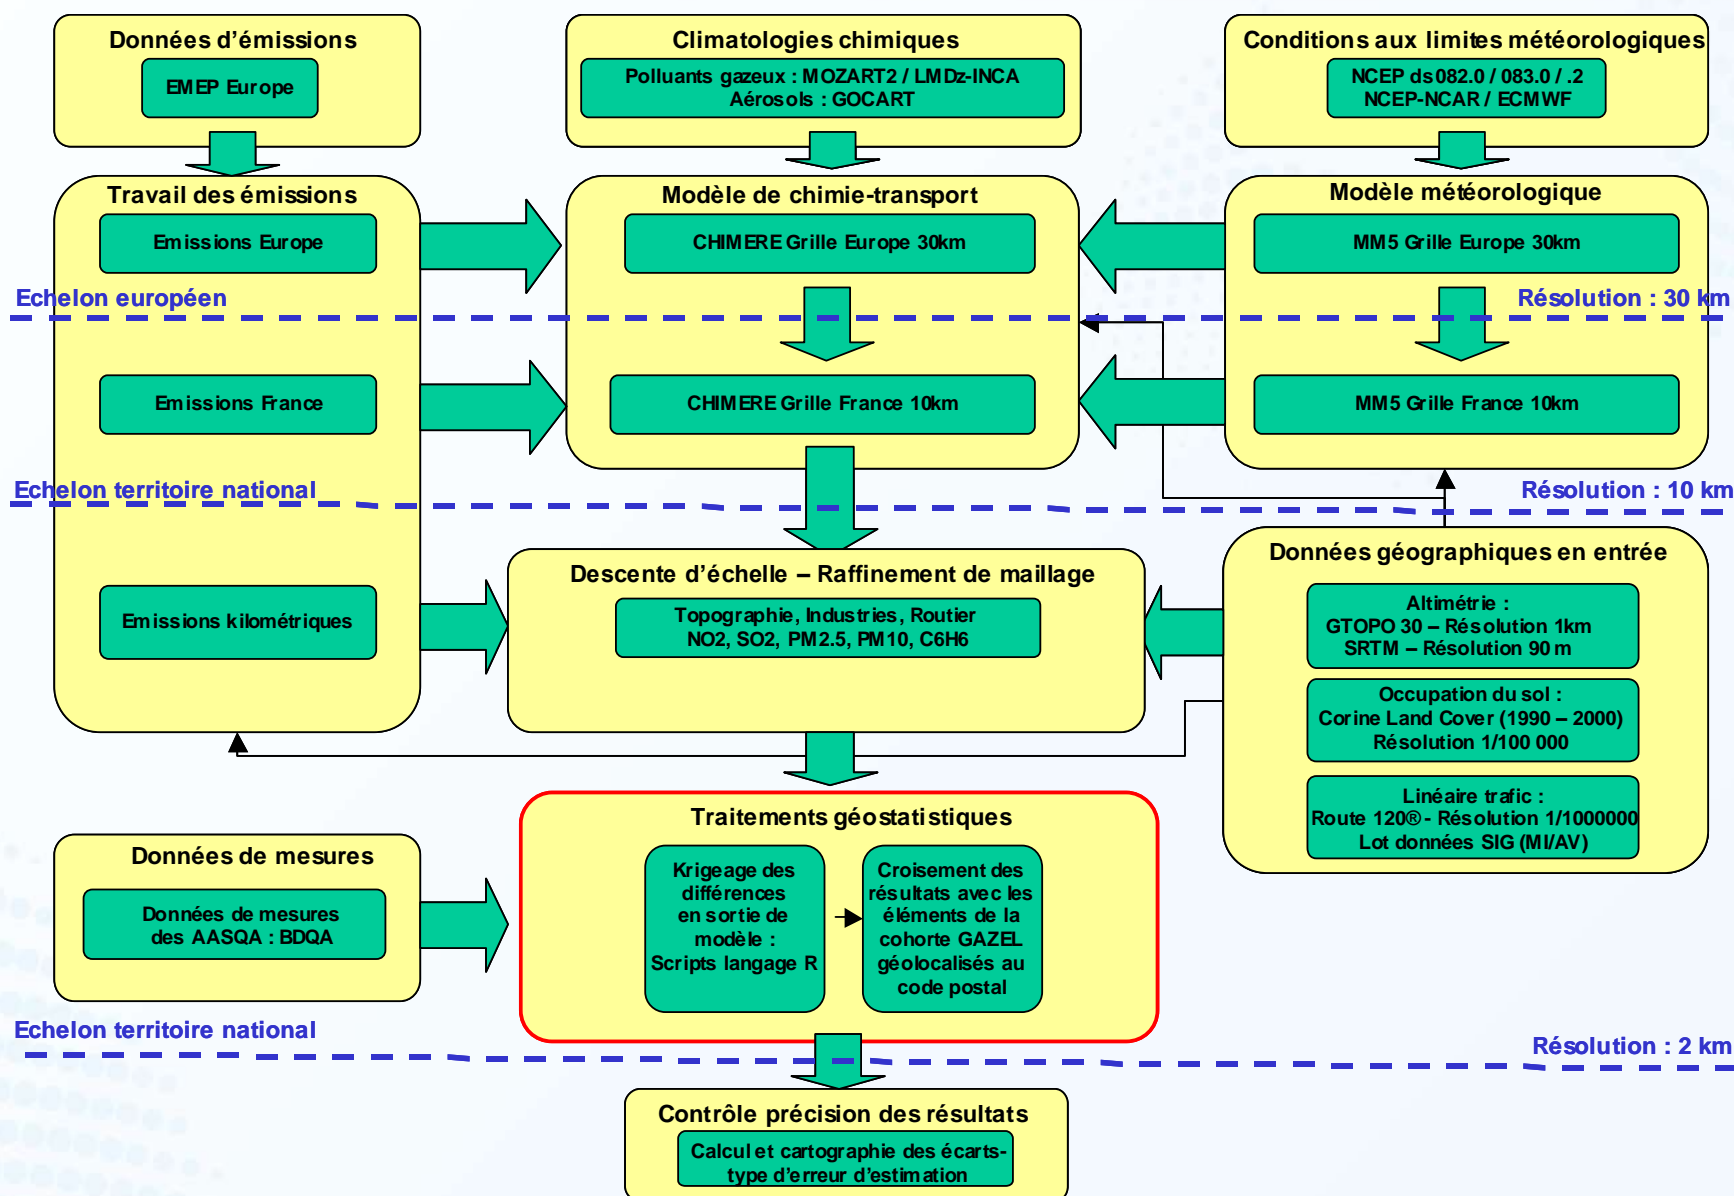 Données d’émissions
EMEP Europe
Climatologies chimiques
Polluants gazeux : MOZART2 / LMDz-INCA
Aérosols : GOCART
Conditions aux limites météorologiques
NCEP ds082.0 / 083.0 / .2
NCEP-NCAR / ECMWF
Travail des émissions
Emissions Europe
Modèle de chimie-transport
CHIMERE Grille Europe 30km
Modèle météorologique
MM5 Grille Europe 30km
Echelon européen
Résolution : 30 km
Emissions France
CHIMERE Grille France 10km
MM5 Grille France 10km
Echelon territoire national
Résolution : 10 km
Emissions kilométriques
Descente d’échelle – Raffinement de maillage
Topographie, Industries, Routier
NO2, SO2, PM2.5, PM10, C6H6
Données géographiques en entrée
Altimétrie :
GTOPO 30 – Résolution 1km
SRTM – Résolution 90 m
Occupation du sol :
Corine Land Cover (1990 – 2000)
Résolution 1/100 000
Linéaire trafic :
Route 120® - Résolution 1/1000000
Lot données SIG (MI/AV)
Données de mesures
Données de mesures
des AASQA : BDQA
Traitements géostatistiques
Krigeage des
différences
en sortie de
modèle :
Scripts langage R
Croisement des
résultats avec les
éléments de la
cohorte GAZEL
géolocalisés au
code postal
Echelon territoire national
Résolution : 2 km
Contrôle précision des résultats
Calcul et cartographie des écarts-
type d’erreur d’estimation